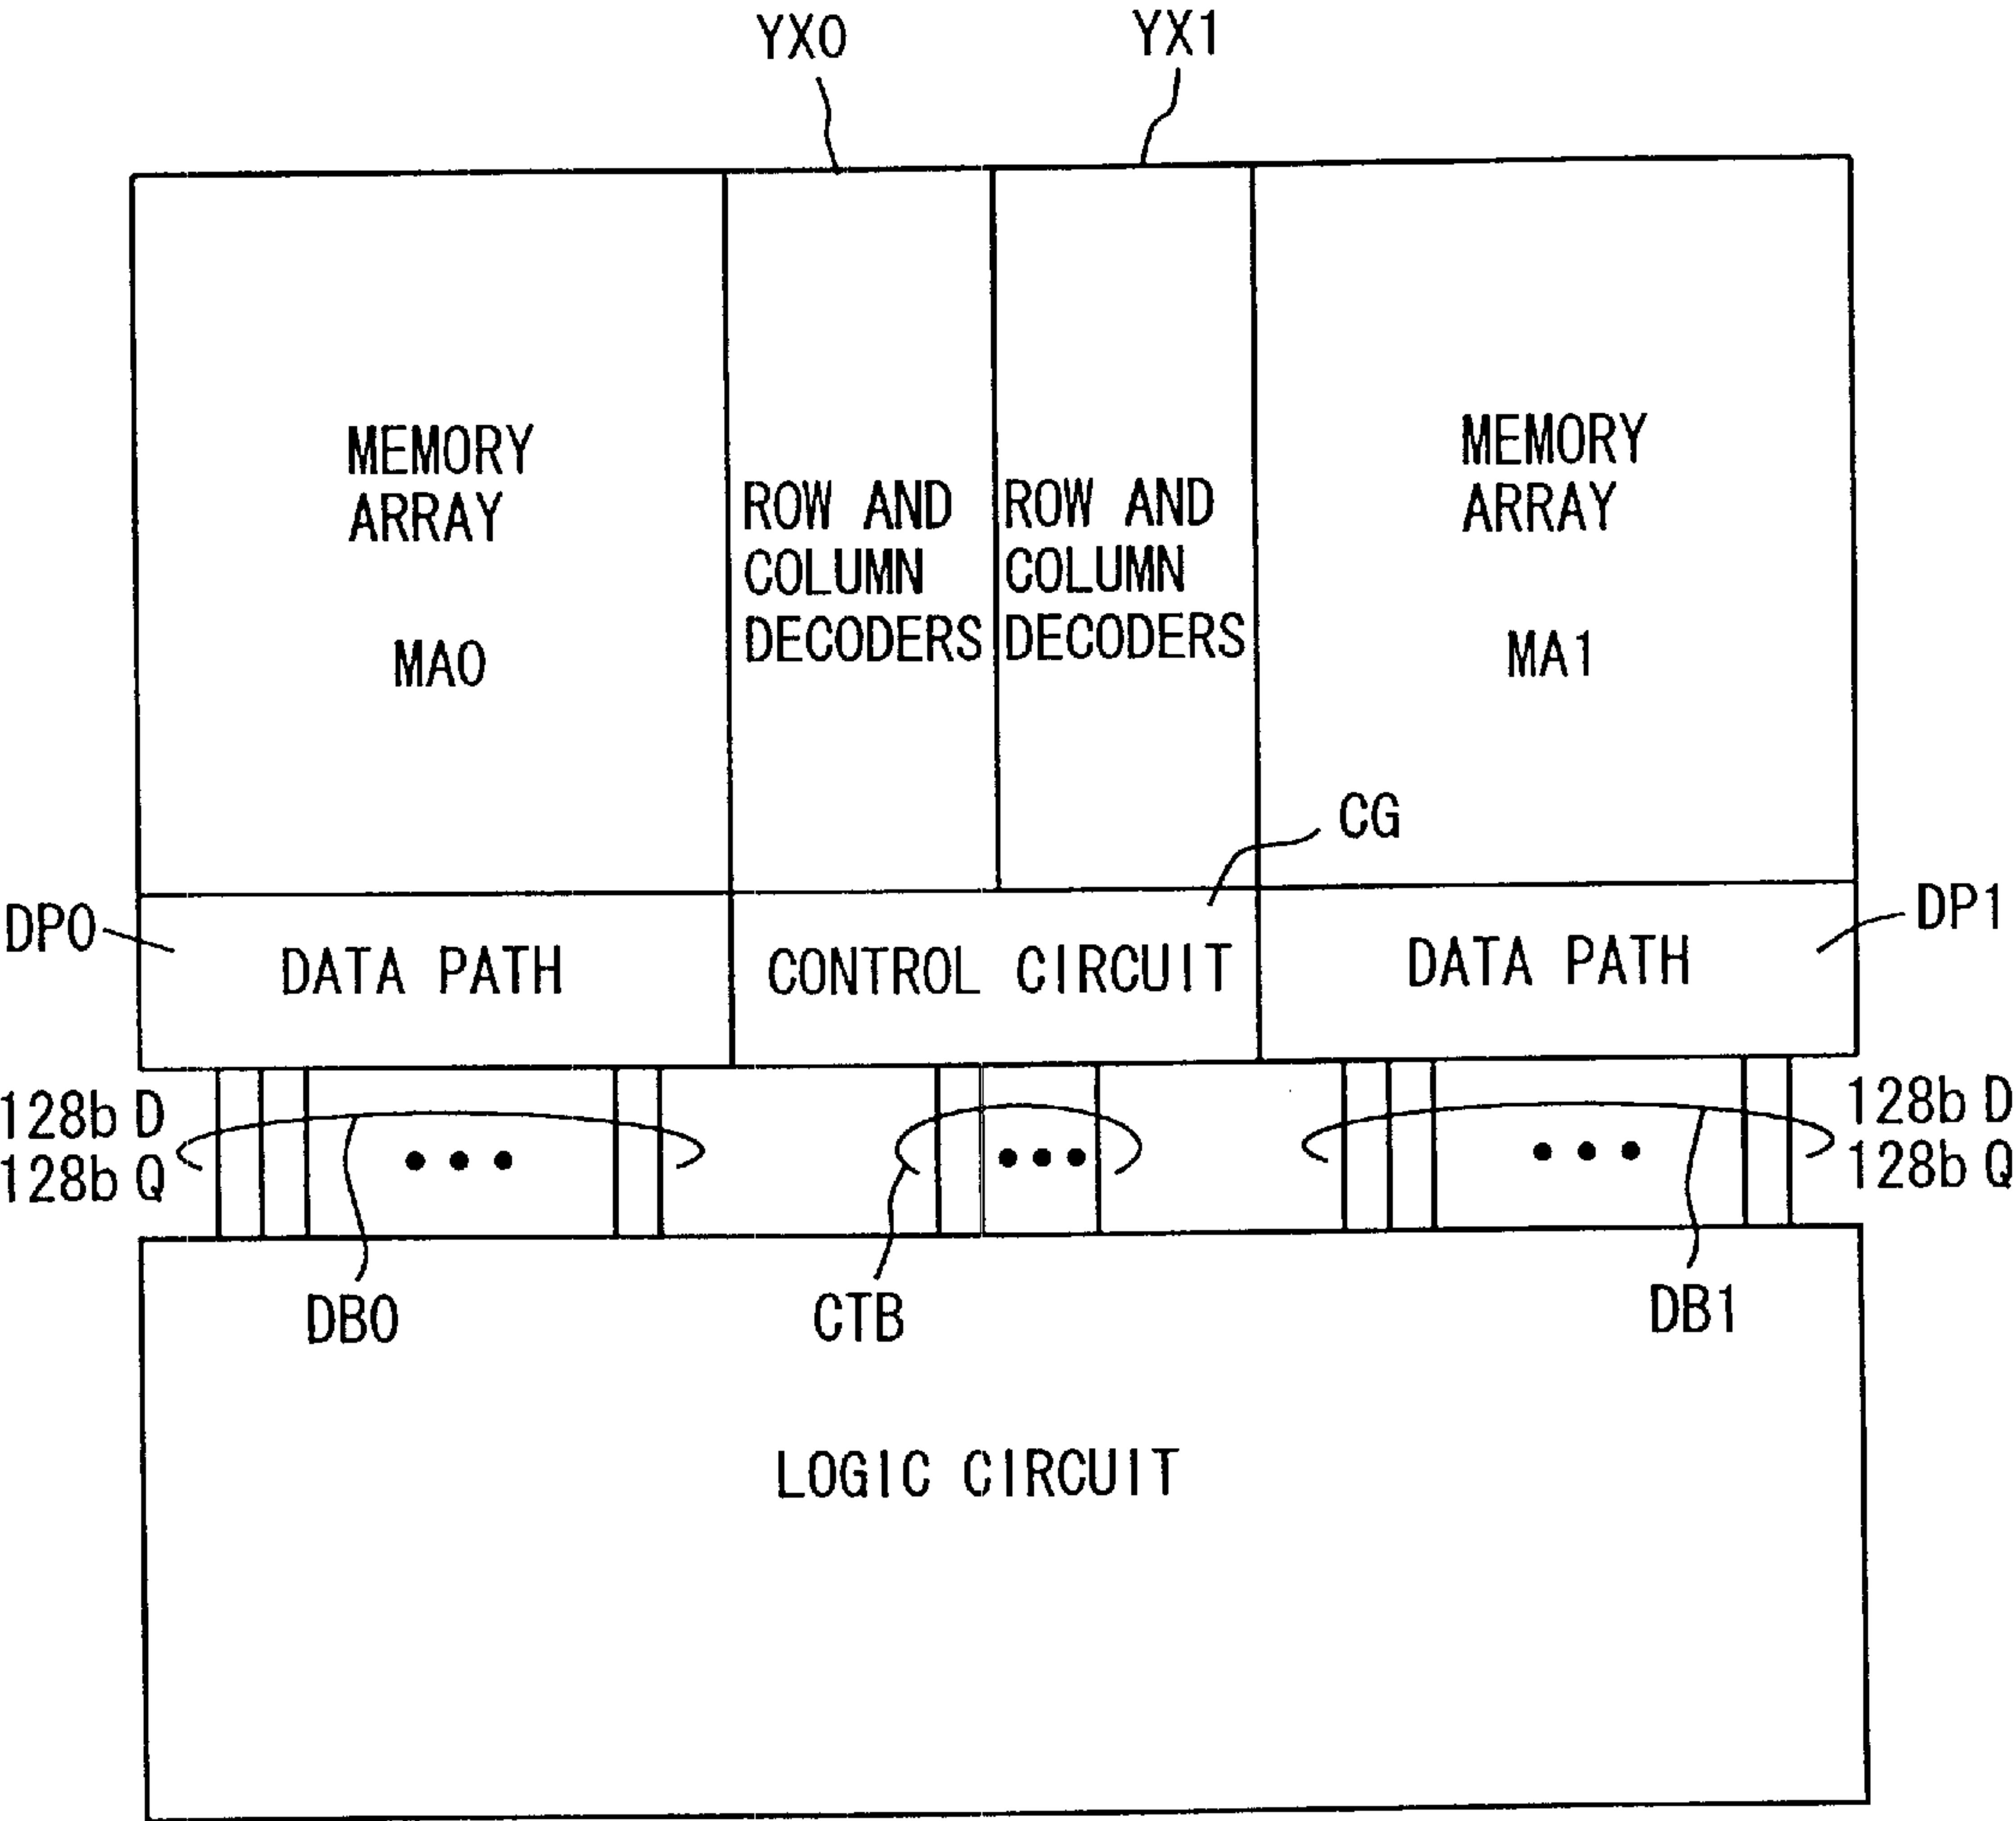 YX0
YX1
MEMORY
ARRAY
MA0
ROW AND
COLUMN
DECODERS
ROW AND
COLUMN
DECODERS
MEMORY
ARRAY
MA1
CG
DP0
DATA PATH
CONTROL CIRCUIT
DATA PATH
DP1
128b D
128b Q
128b D
128b Q
DB0
CTB
DB1
LOGIC CIRCUIT